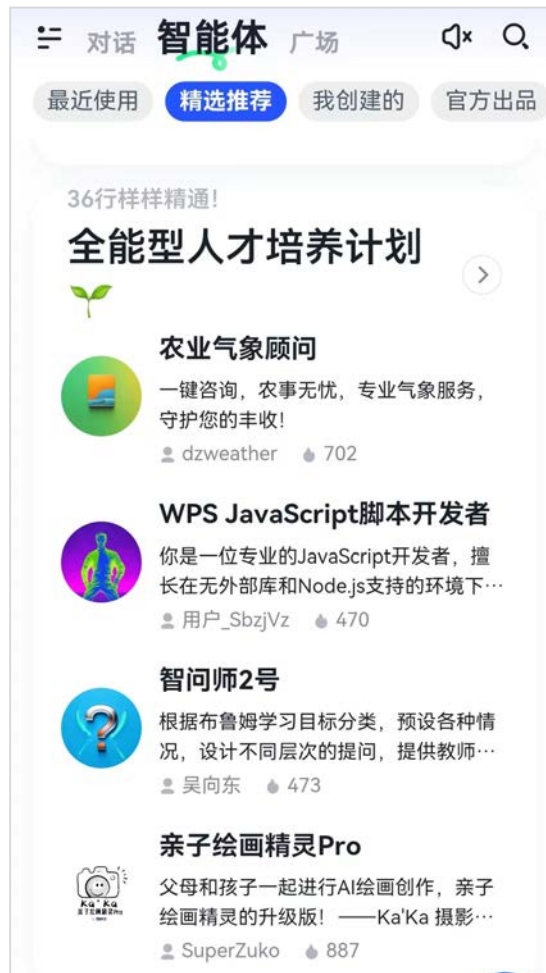 对话 智能体 广场
最近使用 精选推荐 我创建的 官方出品
36行样样精通!
全能型人才培养计划
农业气象顾问
一键咨询，农事无忧，专业气象服务，
守护您的丰收!
dzweather 702
WPS JavaScript脚本开发者
你是一位专业的JavaScript开发者，擅
长在无外部库和Node.js支持的环境下…
用户_SbzjVz 470
智问师2号
根据布鲁姆学习目标分类，预设各种情
况，设计不同层次的提问，提供教师…
吴向东 473
亲子绘画精灵Pro
Ka'Ka
亲子绘画精灵Pro
父母和孩子一起进行AI绘画创作，亲子
绘画精灵的升级版! ——Ka'Ka 摄影…
SuperZuko 887